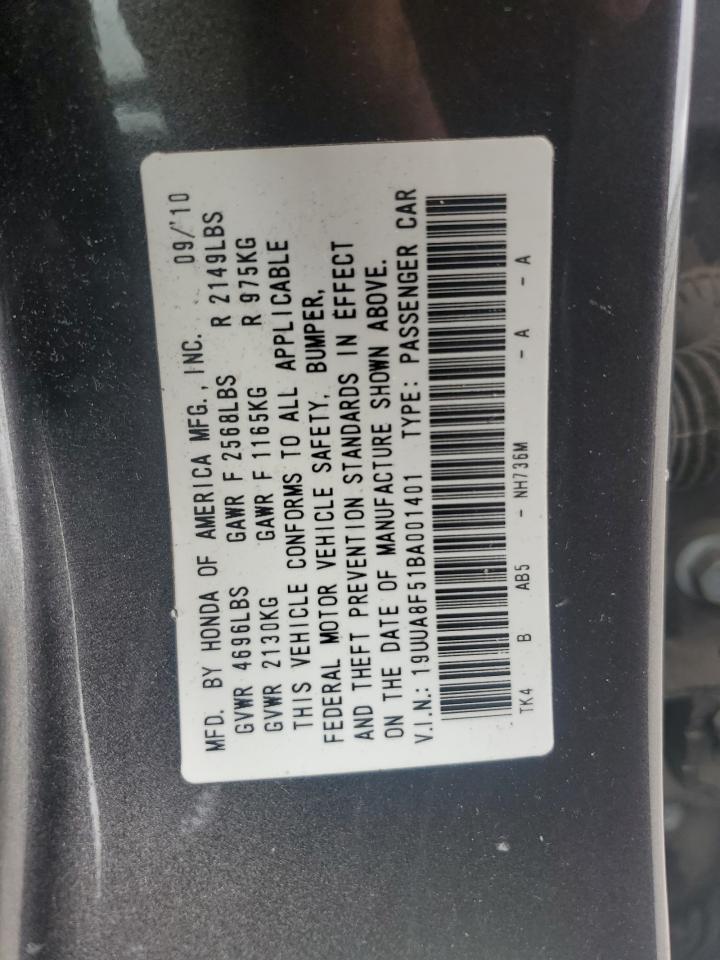 MFD. BY HONDA OF AMERICA MFG., INC. 09/'10
GVWR 4696LBS GAWR F 2568LBS R 2149LBS
GVWR 2130KG GAWR F 1165KG R 975KG
THIS VEHICLE CONFORMS TO ALL APPLICABLE
FEDERAL MOTOR VEHICLE SAFETY, BUMPER,
AND THEFT PREVENTION STANDARDS IN EFFECT
ON THE DATE OF MANUFACTURE SHOWN ABOVE.
V.I.N.: 19UUA8F51BA001401 TYPE: PASSENGER CAR
TK4 B AB5 - NH736M - A - A